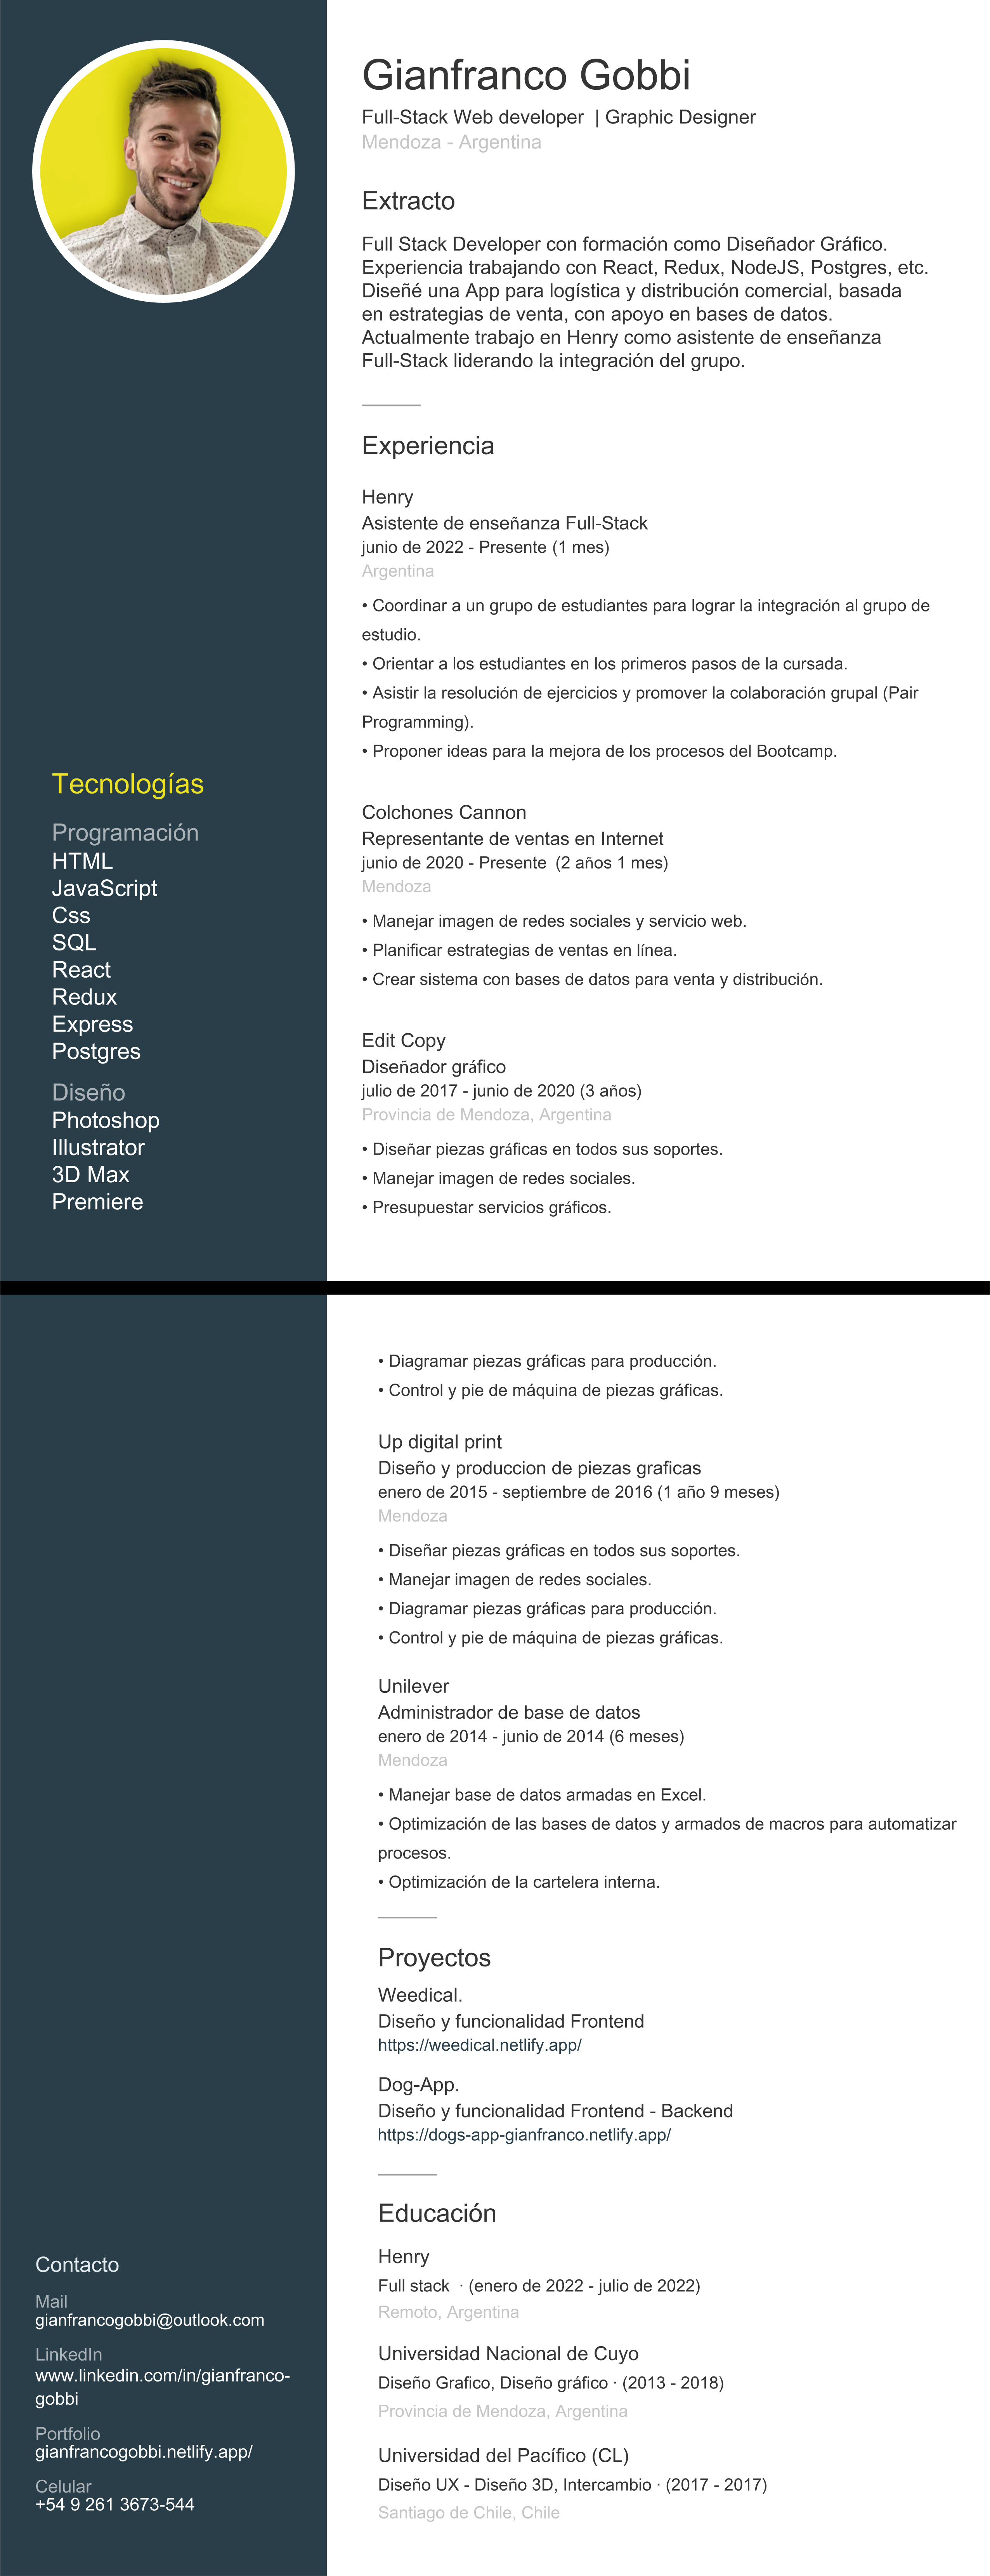 Gianfranco Gobbi
Full-Stack Web developer | Graphic Designer
Mendoza - Argentina
Extracto
Full Stack Developer con formación como Diseñador Gráfico.
Experiencia trabajando con React, Redux, NodeJS, Postgres, etc.
Diseñé una App para logística y distribución comercial, basada
en estrategias de venta, con apoyo en bases de datos.
Actualmente trabajo en Henry como asistente de enseñanza
Full-Stack liderando la integración del grupo.
Experiencia
Henry
Asistente de enseñanza Full-Stack
junio de 2022 - Presente (1 mes)
Argentina
• Coordinar a un grupo de estudiantes para lograr la integración al grupo de
estudio.
• Orientar a los estudiantes en los primeros pasos de la cursada.
• Asistir la resolución de ejercicios y promover la colaboración grupal (Pair
Programming).
• Proponer ideas para la mejora de los procesos del Bootcamp.
Colchones Cannon
Representante de ventas en Internet
junio de 2020 - Presente (2 años 1 mes)
Mendoza
• Manejar imagen de redes sociales y servicio web.
• Planificar estrategias de ventas en línea.
• Crear sistema con bases de datos para venta y distribución.
Edit Copy
Diseñador gráfico
julio de 2017 - junio de 2020 (3 años)
Provincia de Mendoza, Argentina
• Diseñar piezas gráficas en todos sus soportes.
• Manejar imagen de redes sociales.
• Presupuestar servicios gráficos.
Tecnologías
Programación
HTML
JavaScript
Css
SQL
React
Redux
Express
Postgres
Diseño
Photoshop
Illustrator
3D Max
Premiere
• Diagramar piezas gráficas para producción.
• Control y pie de máquina de piezas gráficas.
Up digital print
Diseño y produccion de piezas graficas
enero de 2015 - septiembre de 2016 (1 año 9 meses)
Mendoza
• Diseñar piezas gráficas en todos sus soportes.
• Manejar imagen de redes sociales.
• Diagramar piezas gráficas para producción.
• Control y pie de máquina de piezas gráficas.
Unilever
Administrador de base de datos
enero de 2014 - junio de 2014 (6 meses)
Mendoza
• Manejar base de datos armadas en Excel.
• Optimización de las bases de datos y armados de macros para automatizar
procesos.
• Optimización de la cartelera interna.
Proyectos
Weedical.
Diseño y funcionalidad Frontend
https://weedical.netlify.app/
Dog-App.
Diseño y funcionalidad Frontend - Backend
https://dogs-app-gianfranco.netlify.app/
Educación
Henry
Full stack · (enero de 2022 - julio de 2022)
Remoto, Argentina
Universidad Nacional de Cuyo
Diseño Grafico, Diseño gráfico · (2013 - 2018)
Provincia de Mendoza, Argentina
Universidad del Pacífico (CL)
Diseño UX - Diseño 3D, Intercambio · (2017 - 2017)
Santiago de Chile, Chile
Contacto
Mail
gianfrancogobbi@outlook.com
LinkedIn
www.linkedin.com/in/gianfranco-
gobbi
Portfolio
gianfrancogobbi.netlify.app/
Celular
+54 9 261 3673-544